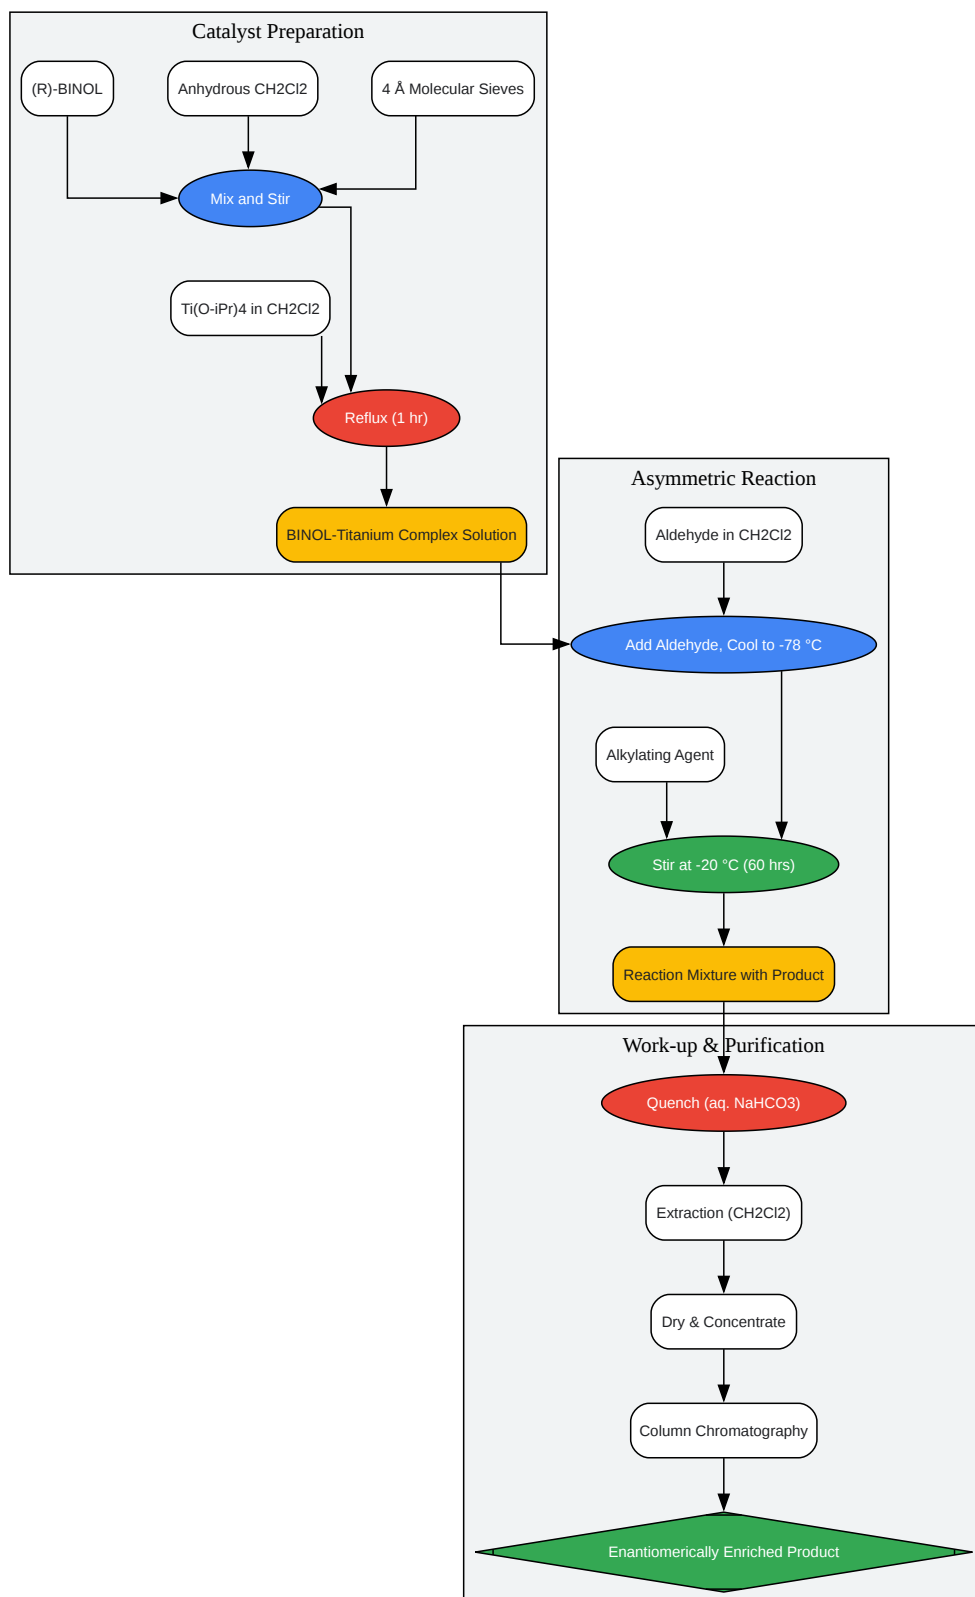 Catalyst Preparation
(R)-BINOL
Anhydrous CH2Cl2
4 Å Molecular Sieves
Mix and Stir
Ti(O-iPr)4 in CH2Cl2
Reflux (1 hr)
BINOL-Titanium Complex Solution
Asymmetric Reaction
Aldehyde in CH2Cl2
Add Aldehyde, Cool to -78 °C
Alkylating Agent
Stir at -20 °C (60 hrs)
Reaction Mixture with Product
Work-up & Purification
Quench (aq. NaHCO3)
Extraction (CH2Cl2)
Dry & Concentrate
Column Chromatography
Enantiomerically Enriched Product